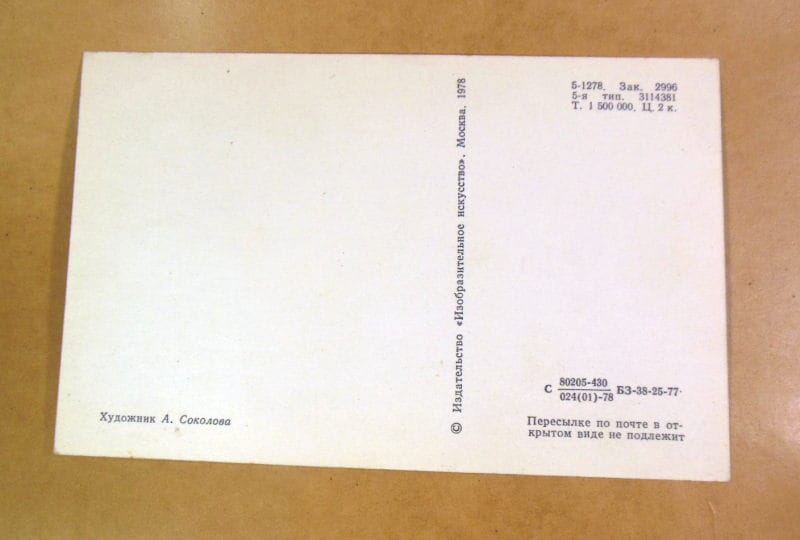 5-1278. Зак. 2996
5-я тип. 3114381
Т. 1 500 000. Ц. 2 к.
© Издательство «Изобразительное искусство». Москва. 1978
С 80205-430 БЗ-38-25-77
024(01)-78
Художник А. Соколова
Пересылке по почте в от-
крытом виде не подлежит